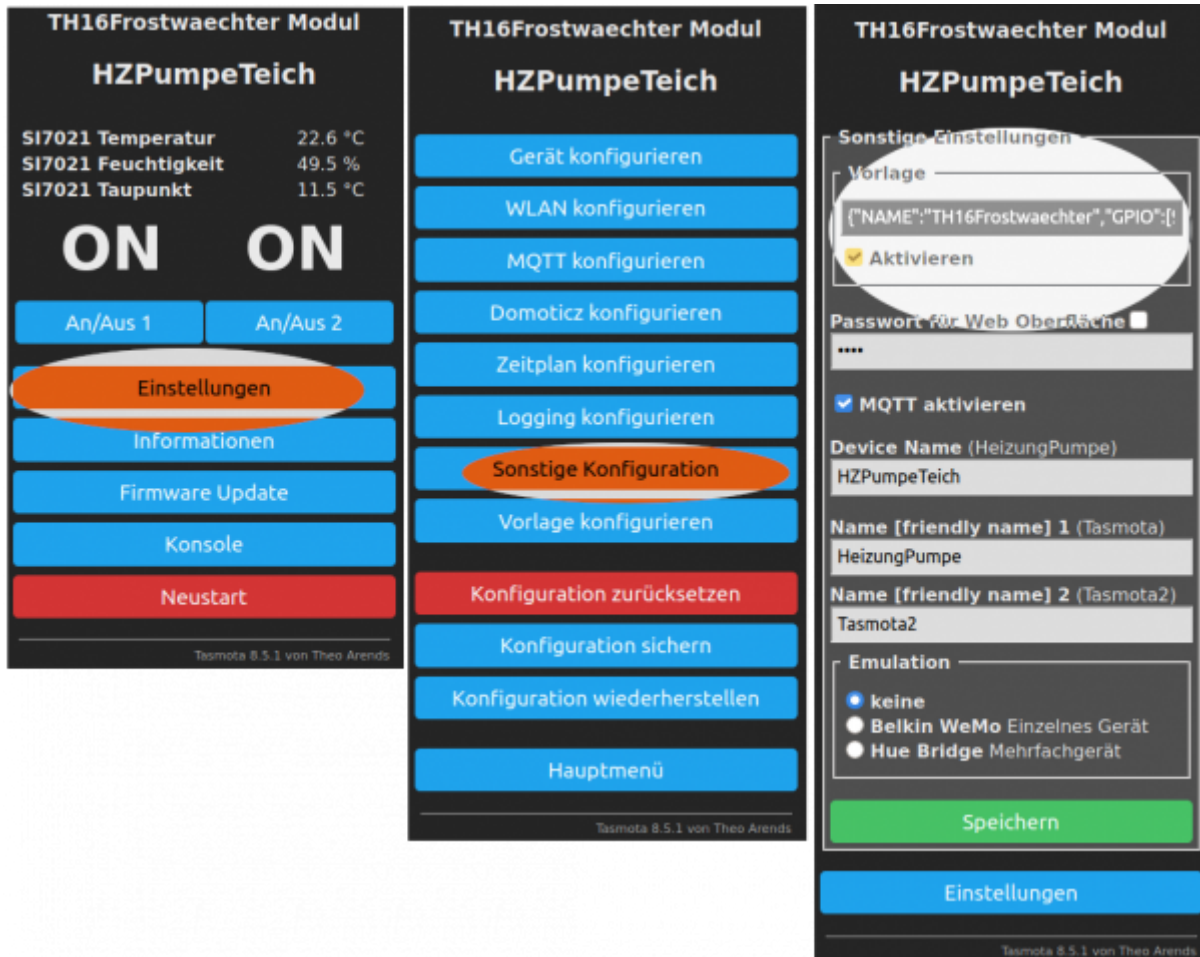 TH16Frostwaechter Modul
HZPumpeTeich
SI7021 Temperatur 22.6 °C
SI7021 Feuchtigkeit 49.5 %
SI7021 Taupunkt 11.5 °C
ON ON
An/Aus 1 An/Aus 2
Einstellungen
Informationen
Firmware Update
Konsole
Neustart
Tasmota 8.5.1 von Theo Arends
TH16Frostwaechter Modul
HZPumpeTeich
Gerät konfigurieren
WLAN konfigurieren
MQTT konfigurieren
Domoticz konfigurieren
Zeitplan konfigurieren
Logging konfigurieren
Sonstige Konfiguration
Vorlage konfigurieren
Konfiguration zurücksetzen
Konfiguration sichern
Konfiguration wiederherstellen
Hauptmenü
Tasmota 8.5.1 von Theo Arends
TH16Frostwaechter Modul
HZPumpeTeich
Sonstige Einstellungen
Vorlage
{"NAME":"TH16Frostwaechter","GPIO":[
Aktivieren
Passwort für Web Oberfläche
••••
MQTT aktivieren
Device Name (HeizungPumpe)
HZPumpeTeich
Name [friendly name] 1 (Tasmota)
HeizungPumpe
Name [friendly name] 2 (Tasmota2)
Tasmota2
Emulation
keine
Belkin WeMo Einzelnes Gerät
Hue Bridge Mehrfachgerät
Speichern
Einstellungen
Tasmota 8.5.1 von Theo Arends